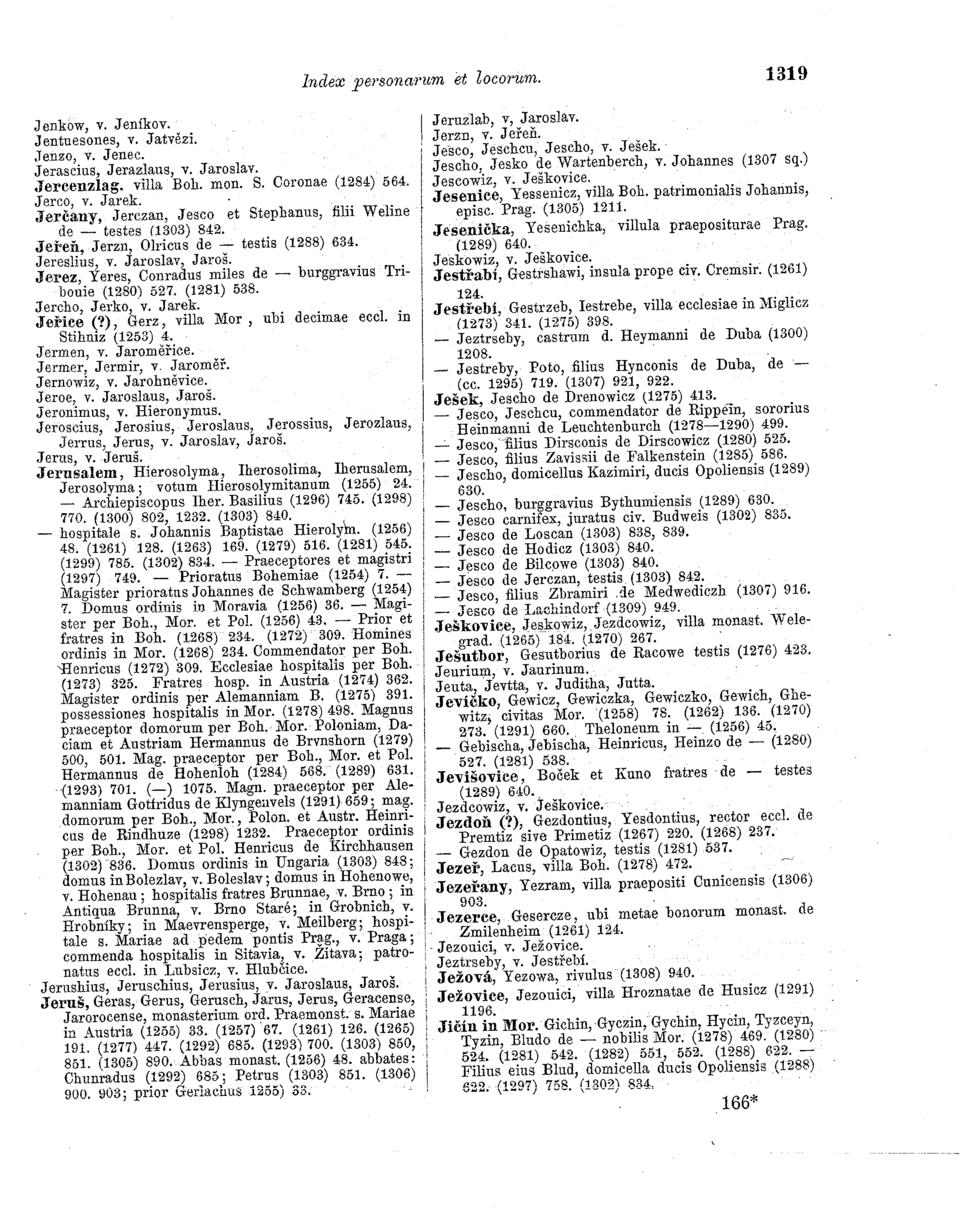 Index personarum et locorum.
1319
Jenkow, v. Jeníkov.
Jentuesones, v. Jatvězi.
Jenzo, v. Jenec.
Jerascius, Jerazlaus, v. Jaroslav.
Jercenzlag. villa Boh. mon. S. Coronae (1284) 564.
Jerco, v. Jarek.
Jerčany, Jerczan, Jesco et Stephanus, filii Weline
de — testes (1303) 842.
Jeřeň, Jerzn, Olricus de — testis (1288) 634.
Jereslius, v. Jaroslav, Jaroš.
Jerez, Yeres, Conradus miles de — burggravius Tri-
bouie (1280) 527. (1281) 538.
Jercho, Jerko, v. Jarek.
Jeřice (?), Gerz, villa Mor , ubi decimae eccl. in
Stihniz (1253) 4.
Jermen, v. Jaroměřice.
Jermer, Jermir, v. Jaroměř.
Jernowiz, v. Jarohněvice.
Jeroe, v. Jaroslaus, Jaroš.
Jeronimus, v. Hieronymus.
Jeroscius, Jerosius, Jeroslaus, Jerossius, Jerozlaus,
Jerrus, Jerus, v. Jaroslav, Jaroš.
Jerus, v. Jeruš.
Jerusalem, Hierosolyma, Iherosolima, Iherusalem,
Jerosolyma; votum Hierosolymitanum (1255) 24.
— Archiepiscopus Iher. Basilius (1296) 745. (1298)
770. (1300) 802, 1232. (1303) 840.
— hospitale s. Johannis Baptistae Hierolym. (1256)
48. (1261) 128. (1263) 169. (1279) 516. (1281) 545.
(1299) 785. (1302) 834. — Praeceptores et magistri
(1297) 749. — Prioratus Bohemiae (1254) 7. —
Magister prioratus Johannes de Schwamberg (1254)
7. Domus ordinis in Moravia (1256) 36. — Magi-
ster per Boh., Mor. et Pol. (1256) 43. — Prior et
fratres in Boh. (1268) 234. (1272) 309. Homines
ordinis in Mor. (1268) 234. Commendator per Boh.
Henricus (1272) 309. Ecclesiae hospitalis per Boh.
(1273) 325. Fratres hosp. in Austria (1274) 362.
Magister ordinis per Alemanniam B. (1275) 391.
possessiones hospitalis in Mor. (1278) 498. Magnus
praeceptor domorum per Boh. Mor. Poloniam, Da-
ciam et Austriam Hermannus de Brvnshorn (1279)
500, 501. Mag. praeceptor per Boh., Mor. et Pol.
Hermannus de Hohenloh (1284) 568. (1289) 631.
(1293) 701. (—) 1075. Magn. praeceptor per Ale-
manniam Gotfridus de Klyngenvels (1291) 659; mag.
domorum per Boh., Mor., Polon. et Austr. Heinri-
cus de Rindhuze (1298) 1232. Praeceptor ordinis
per Boh., Mor. et Pol. Henricus de Kirchhausen
(1302) 836. Domus ordinis in Ungaria (1303) 848;
domus in Bolezlav, v. Boleslav; domus in Hohenowe,
v. Hohenau; hospitalis fratres Brunnae, v. Brno; in
Antiqua Brunna, v. Brno Staré; in Grobnich, v.
Hrobníky; in Maevrensperge, v. Meilberg; hospi-
tale s. Mariae ad pedem pontis Prag., v. Praga;
commenda hospitalis in Sitavia, v. Žitava; patro-
natus eccl. in Lubsicz, v. Hlubčice.
Jerushius, Jeruschius, Jerusius, v. Jaroslaus, Jaroš.
Jeruš, Geras, Gerus, Gerusch, Jarus, Jerus, Geracense,
Jarorocense, monasterium ord. Praemonst. s. Mariae
in Austria (1255) 33. (1257) 67. (1261) 126. (1265)
191. (1277) 447. (1292) 685. (1293) 700. (1303) 850,
851. (1305) 890. Abbas monast. (1256) 48. abbates:
Chunradus (1292) 685; Petrus (1303) 851. (1306)
900. 903; prior Gerlachus 1255) 33.
Jeruzlab, v, Jaroslav.
Jerzn, v. Jeřeň.
Jesco, Jeschcu, Jescho, v. Ješek.
Jescho, Jesko de Wartenberch, v. Johannes (1307 sq.)
Jescowiz, v. Ješkovice.
Jesenice, Yessenicz, villa Boh. patrimonialis Johannis,
episc. Prag. (1305) 1211.
Jesenička, Yesenichka, villula praepositurae Prag.
(1289) 640.
Jeskowiz, v. Ješkovice.
Jestřabí, Gestrshawi, insula prope civ. Cremsir. (1261)
124.
Jestřebí, Gestrzeb, Iestrebe, villa ecclesiae in Miglicz
(1273) 341. (1275) 398.
— Jeztrseby, castrum d. Heymanni de Duba (1300)
1208.
— Jestreby, Poto, filius Hynconis de Duba, de —
(cc. 1295) 719. (1307) 921, 922.
Ješek, Jescho de Drenowicz (1275) 413.
— Jesco, Jeschcu, commendator de Rippein, sororius
Heinmanni de Leuchtenburch (1278—1290) 499.
— Jesco, filius Dirsconis de Dirscowicz (1280) 525.
— Jesco, filius Zavissii de Falkenstein (1285) 586.
— Jescho, domicellus Kazimiri, ducis Opoliensis (1289)
630.
— Jescho, burggravius Bythumiensis (1289) 630.
— Jesco carnifex, juratus civ. Budweis (1302) 835.
— Jesco de Loscan (1303) 838, 839.
— Jesco de Hodicz (1303) 840.
— Jesco de Bilcowe (1303) 840.
— Jesco de Jerczan, testis (1303) 842.
— Jesco, filius Zbramiri de Medwediczh (1307) 916.
— Jesco de Lachindorf (1309) 949.
Ješkovice, Jeskowiz, Jezdcowiz, villa monast. Wele-
grad. (1265) 184. (1270) 267.
Ješutbor, Gesutborius de Racowe testis (1276) 423.
Jeurium, v. Jaurinum.
Jeuta, Jevtta, v. Juditha, Jutta.
Jevíčko, Gewicz, Gewiczka, Gewiczko, Gewich, Ghe-
witz, civitas Mor. (1258) 78. (1262) 136. (1270)
273. (1291) 660. Theloneum in — (1256) 45.
— Gebischa, Jebischa, Heinricus, Heinzo de — (1280)
527. (1281) 538.
Jevišovice, Boček et Kuno fratres de — testes
(1289) 640.
Jezdcowiz, v. Ješkovice.
Jezdoň (?), Gezdontius, Yesdontius, rector eccl. de
Premtiz sive Primetiz (1267) 220. (1268) 237.
— Gezdon de Opatowiz, testis (1281) 537.
Jezeř, Lacus, villa Boh. (1278) 472.
Jezeřany, Yezram, villa praepositi Cunicensis (1306)
903.
Jezerce, Gesercze, ubi metae bonorum monast. de
Zmilenheim (1261) 124.
Jezouici, v. Ježovice.
Jeztrseby, v. Jestřebí.
Ježová, Yezowa, rivulus (1308) 940.
Ježovice, Jezouici, villa Hroznatae de Husicz (1291)
1196.
Jičín in Mor. Gichin, Gyczin, Gychin, Hycin, Tyzceyn,
Tyzin, Bludo de — nobilis Mor. (1278) 469. (1280)
524. (1281) 542. (1282) 551, 552. (1288) 622. —
Filius eius Blud, domicella ducis Opoliensis (1288)
622. (1297) 758. (1302) 834.
166*